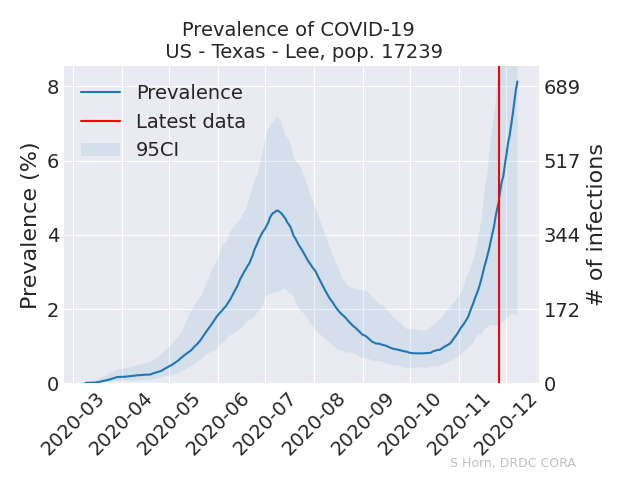 Prevalence of COVID-19
US - Texas - Lee, pop. 17239
Prevalence
Latest data
95CI
Prevalence (%)
8
6
4
2
0
689
517
344
172
0
# of infections
2020-03
2020-04
2020-05
2020-06
2020-07
2020-08
2020-09
2020-10
2020-11
2020-12
S Horn, DRDC CORA